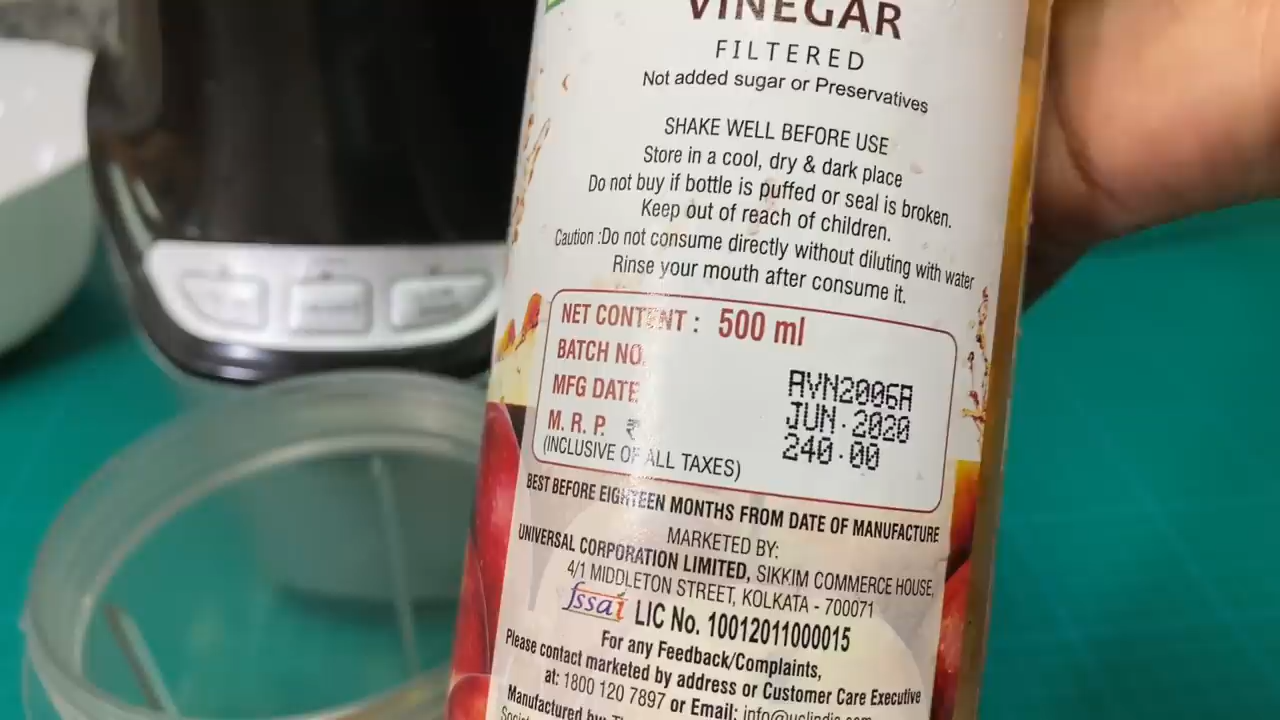 VINEGAR
FILTERED
Not added sugar or Preservatives
SHAKE WELL BEFORE USE
Store in a cool, dry & dark place
Do not buy if bottle is puffed or seal is broken.
Keep out of reach of children.
Caution :Do not consume directly without diluting with water
Rinse your mouth after consume it.
NET CONTENT : 500 ml
BATCH NO. AVN2006A
MFG DATE JUN·2020
M. R. P. ₹ 240·00
(INCLUSIVE OF ALL TAXES)
BEST BEFORE EIGHTEEN MONTHS FROM DATE OF MANUFACTURE
MARKETED BY:
UNIVERSAL CORPORATION LIMITED, SIKKIM COMMERCE HOUSE,
4/1 MIDDLETON STREET, KOLKATA - 700071
fssai LIC No. 10012011000015
For any Feedback/Complaints,
Please contact marketed by address or Customer Care Executive
at: 1800 120 7897 or Email:
Manufactured by: